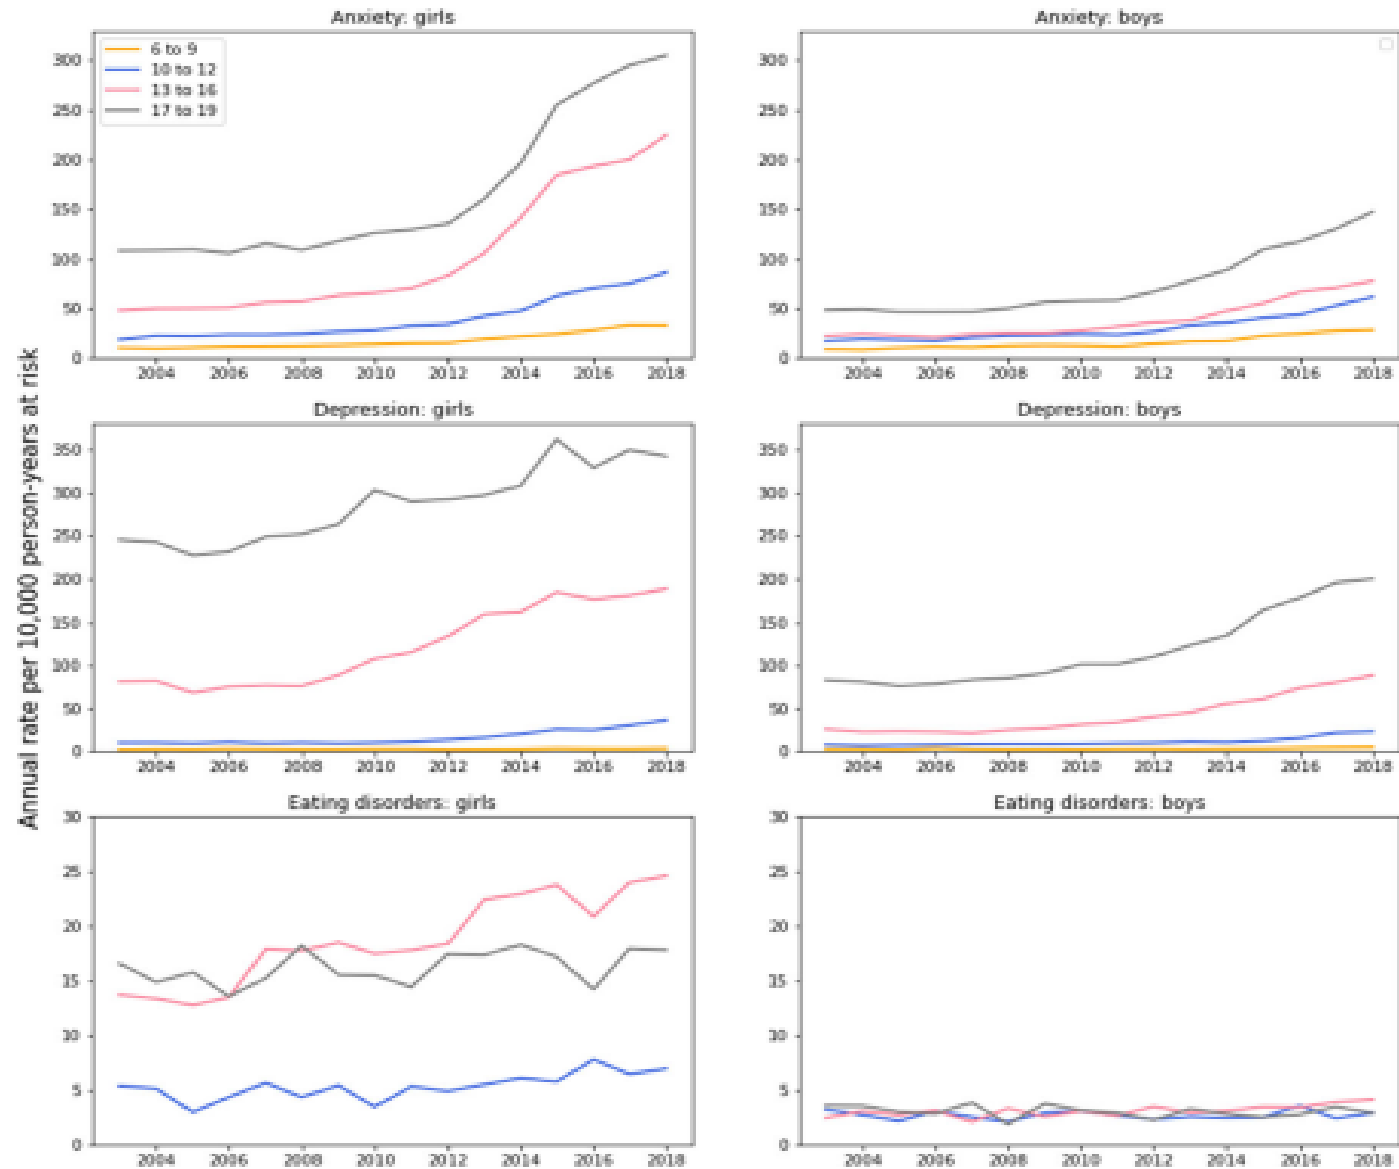 Anxiety: girls
Anxiety: boys
6 to 9
10 to 12
13 to 16
17 to 19
300
250
200
150
100
50
0
2004 2006 2008 2010 2012 2014 2016 2018
300
250
200
150
100
50
0
2004 2006 2008 2010 2012 2014 2016 2018
Annual rate per 10,000 person-years at risk
Depression: girls
Depression: boys
350
300
250
200
150
100
50
0
2004 2006 2008 2010 2012 2014 2016 2018
350
300
250
200
150
100
50
0
2004 2006 2008 2010 2012 2014 2016 2018
Eating disorders: girls
Eating disorders: boys
30
25
20
15
10
5
0
2004 2006 2008 2010 2012 2014 2016 2018
30
25
20
15
10
5
0
2004 2006 2008 2010 2012 2014 2016 2018